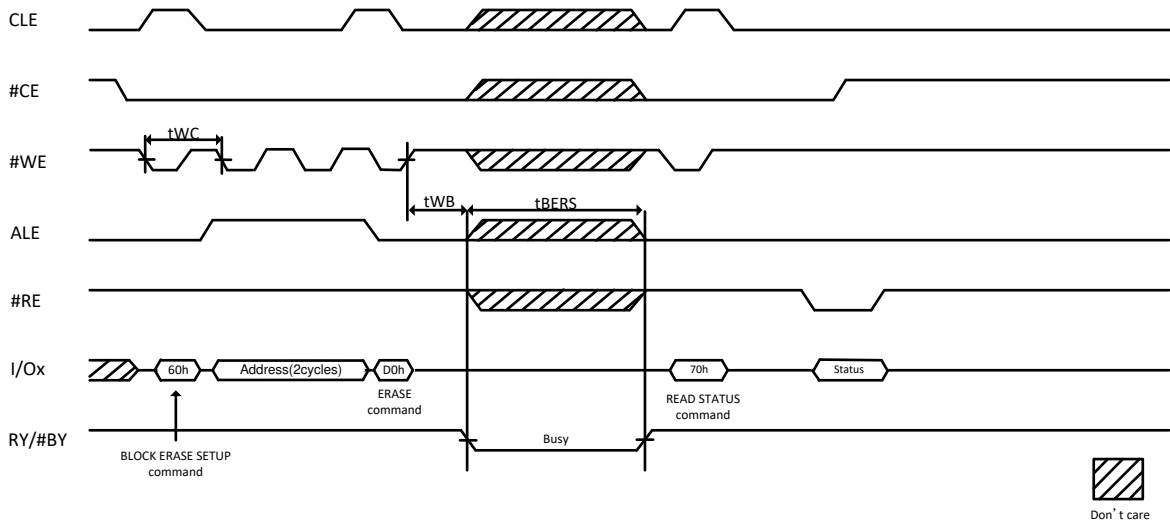 CLE
#CE
tWC
#WE
tWB
tBERS
ALE
#RE
I/Ox
60h
Address(2cycles)
D0h
70h
Status
ERASE
command
READ STATUS
command
RY/#BY
Busy
BLOCK ERASE SETUP
command
Don't care